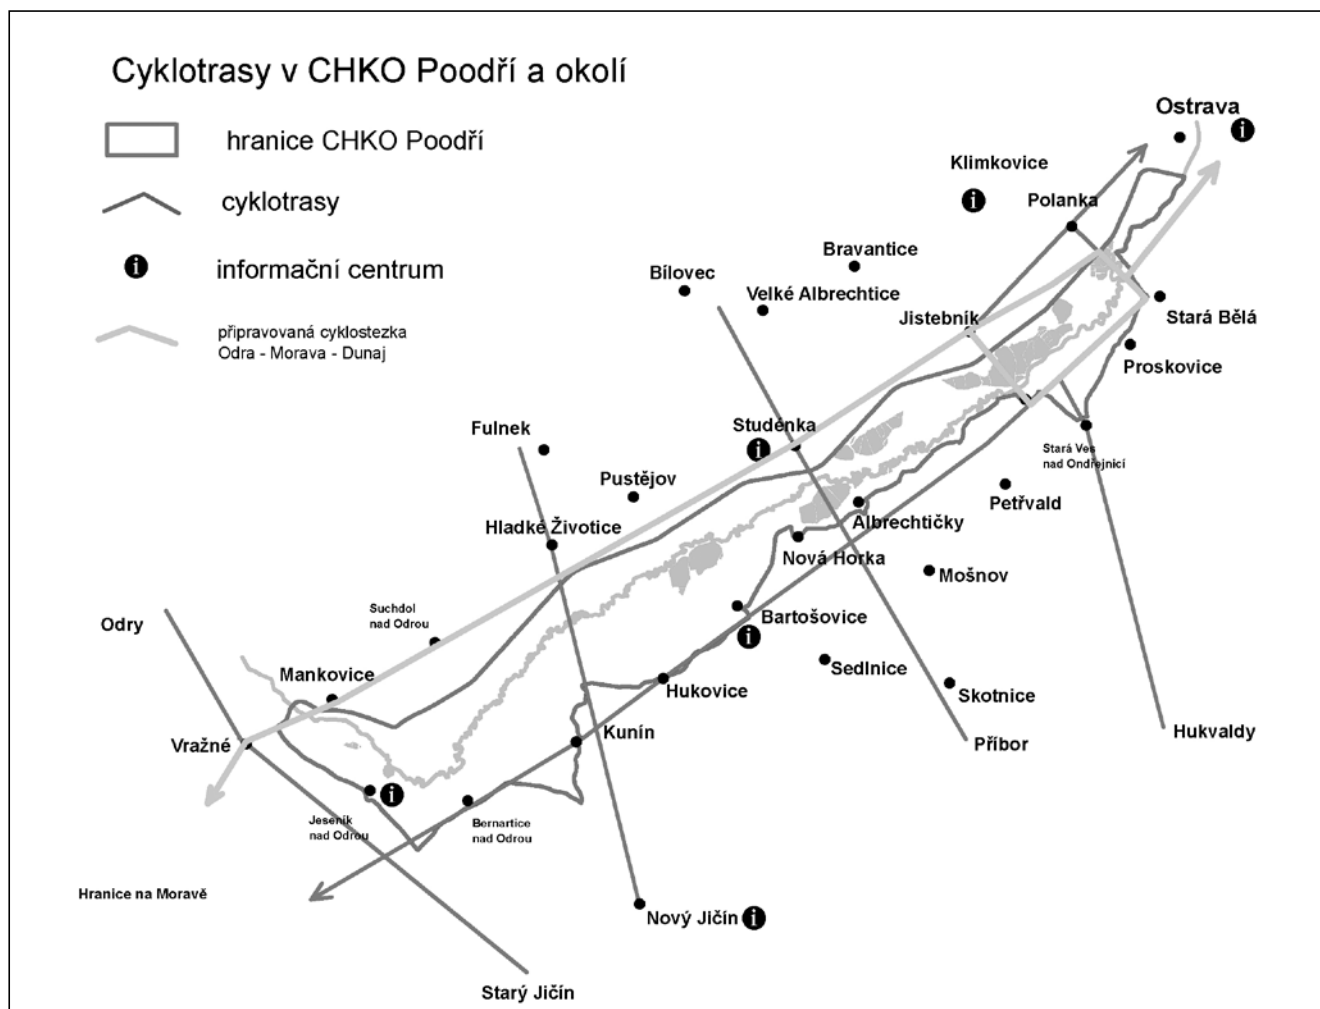 Cyklotrasy v CHKO Poodří a okolí
hranice CHKO Poodří
cyklotrasy
i
informační centrum
připravovaná cyklostezka
Odra - Morava - Dunaj
Ostrava
i
Klimkovice
i
Polanka
Bravantice
Bílovec
Velké Albrechtice
Jistebník
Stará Bělá
Proskovice
Fulnek
Studénka
i
Stará Ves
nad Ondřejnicí
Pustějov
Petřvald
Hladké Životice
Albrechtičky
Nová Horka
Mošnov
Suchdol
nad Odrou
Odry
Bartošovice
i
Sedlnice
Mankovice
Hukovice
Skotnice
Vražné
Kunín
Příbor
Hukvaldy
i
Jeseník
nad Odrou
Bernartice
nad Odrou
Hranice na Moravě
Nový Jičín
i
Starý Jičín